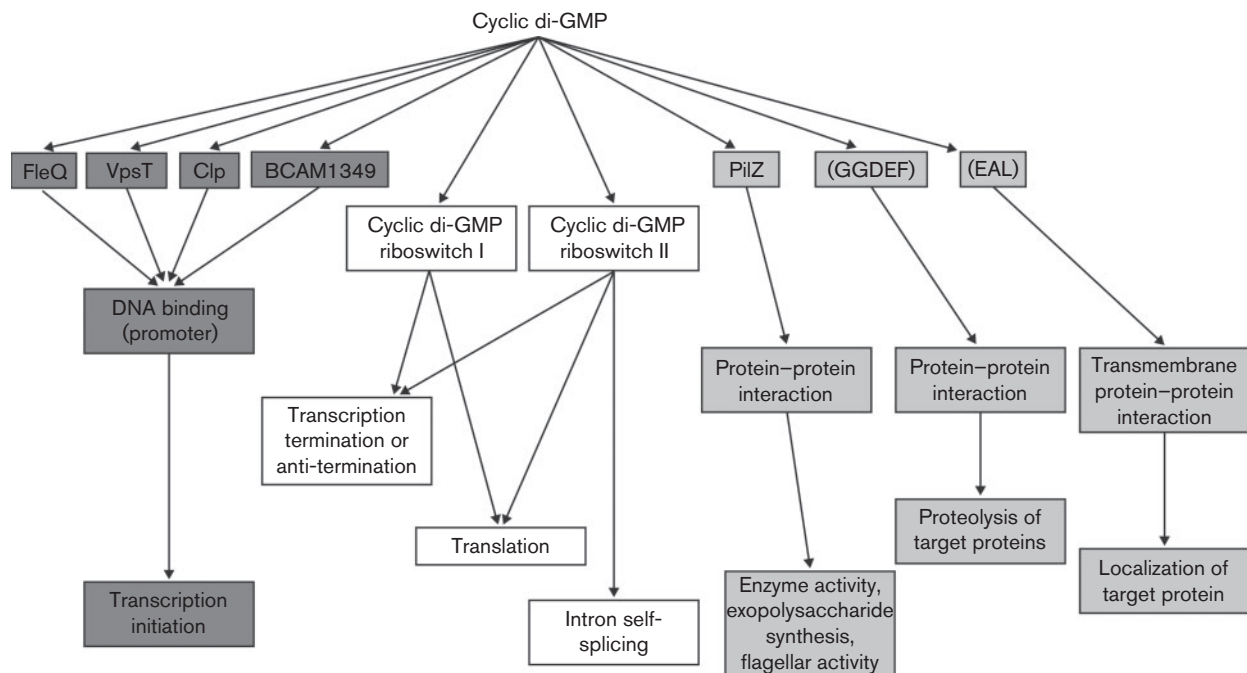 Cyclic di-GMP
FleQ
VpsT
Clp
BCAM1349
PilZ
(GGDEF)
(EAL)
Cyclic di-GMP
riboswitch I
Cyclic di-GMP
riboswitch II
DNA binding
(promoter)
Protein–protein
interaction
Protein–protein
interaction
Transmembrane
protein–protein
interaction
Transcription
termination or
anti-termination
Translation
Proteolysis of
target proteins
Localization of
target protein
Transcription
initiation
Intron self-
splicing
Enzyme activity,
exopolysaccharide
synthesis,
flagellar activity